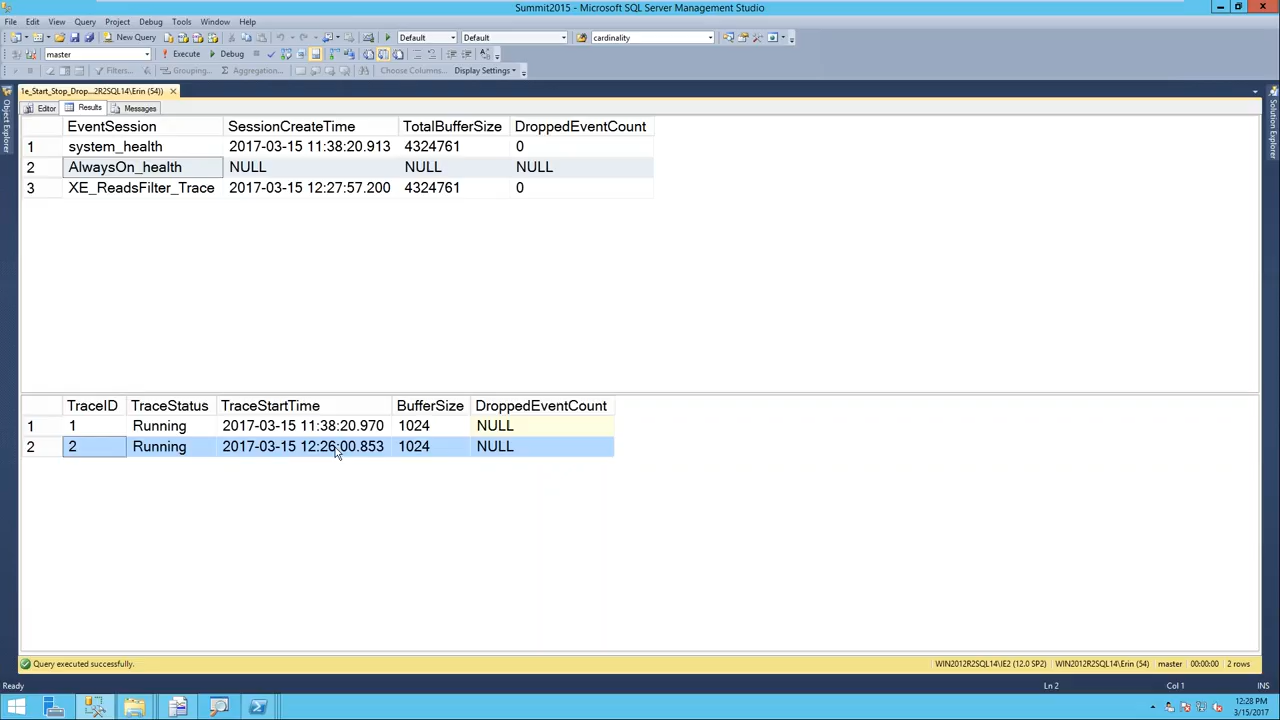 Summit2015 - Microsoft SQL Server Management Studio
File Edit View Query Project Debug Tools Window Help
New Query
Default Default cardinality
master Execute Debug
Filters... Grouping... Aggregation... Choose Columns... Display Settings
1e_Start_Stop_Drop...2R2SQL14\Erin (54))
Editor Results Messages
EventSession SessionCreateTime TotalBufferSize DroppedEventCount
1 system_health 2017-03-15 11:38:20.913 4324761 0
2 AlwaysOn_health NULL NULL NULL
3 XE_ReadsFilter_Trace 2017-03-15 12:27:57.200 4324761 0
TraceID TraceStatus TraceStartTime BufferSize DroppedEventCount
1 1 Running 2017-03-15 11:38:20.970 1024 NULL
2 2 Running 2017-03-15 12:26:00.853 1024 NULL
Object Explorer
Solution Explorer
Query executed successfully. WIN2012R2SQL14\IE2 (12.0 SP2) WIN2012R2SQL14\Erin (54) master 00:00:00 2 rows
Ready Ln 2 Col 1 INS
12:28 PM
3/15/2017